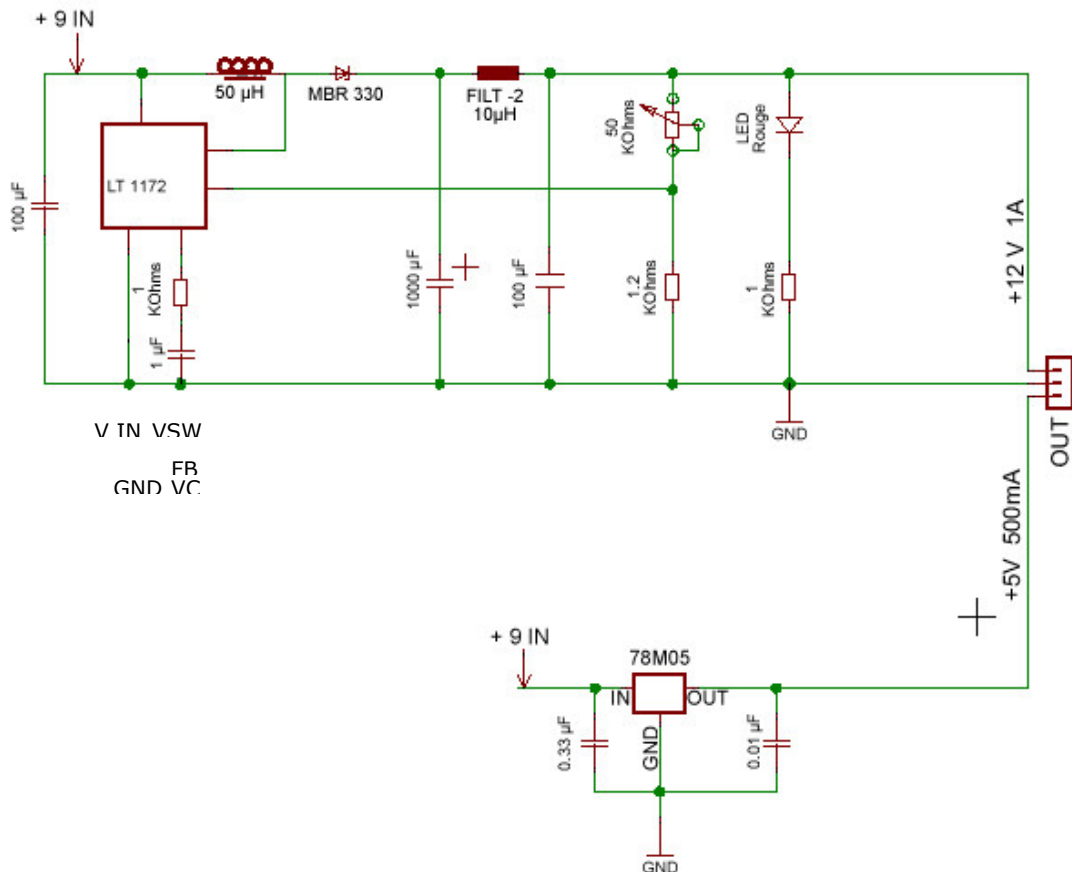 + 9 IN
50 µH
MBR 330
FILT -2
10µH
50
KOhms
LED
Rouge
LT 1172
100 µF
1
KOhms
1 µF
1000 µF
100 µF
1.2
KOhms
1
KOhms
+12 V 1A
GND
OUT
V IN VSW
FB
GND VC
+5V 500mA
+ 9 IN
78M05
IN
OUT
GND
0.33 µF
0.01 µF
GND